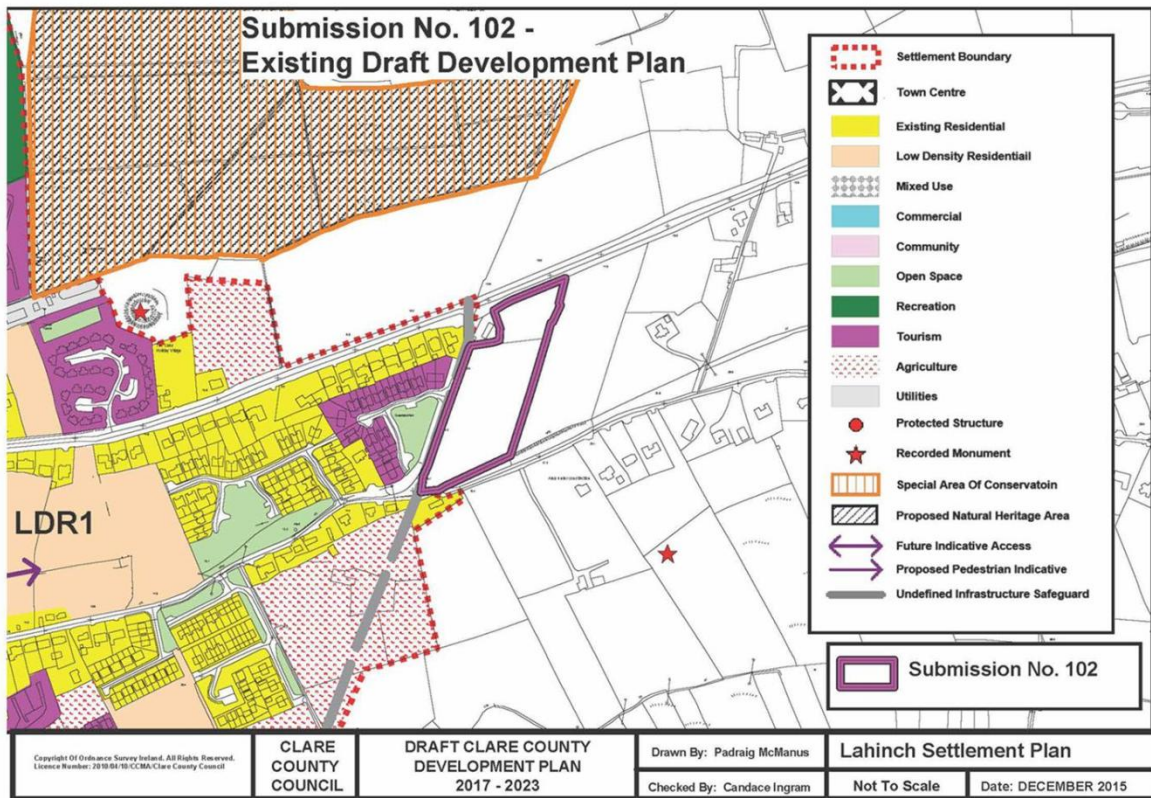 Submission No. 102 -
Existing Draft Development Plan
Settlement Boundary
Town Centre
Existing Residential
Low Density Residentiail
Mixed Use
Commercial
Community
Open Space
Recreation
Tourism
Agriculture
Utilities
Protected Structure
Recorded Monument
Special Area Of Conservatoin
Proposed Natural Heritage Area
Future Indicative Access
Proposed Pedestrian Indicative
Undefined Infrastructure Safeguard
LDR1
Submission No. 102
Copyright Of Ordnance Survey Ireland. All Rights Reserved.
Licence Number: 2010/04/10/CCMA/Clare County Council
CLARE
COUNTY
COUNCIL
DRAFT CLARE COUNTY
DEVELOPMENT PLAN
2017 - 2023
Drawn By: Padraig McManus
Checked By: Candace Ingram
Lahinch Settlement Plan
Not To Scale
Date: DECEMBER 2015